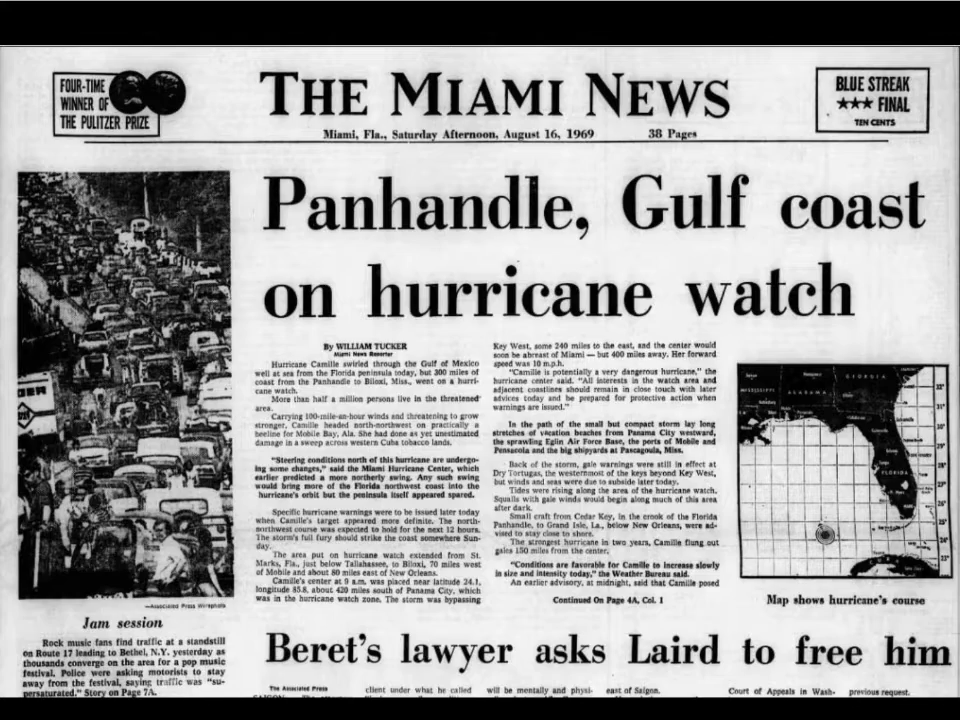 FOUR-TIME
WINNER OF
THE PULITZER PRIZE
THE MIAMI NEWS
Miami, Fla., Saturday Afternoon, August 16, 1969 38 Pages
BLUE STREAK
★★★ FINAL
TEN CENTS
Panhandle, Gulf coast
on hurricane watch
By WILLIAM TUCKER
Miami News Reporter
Hurricane Camille swirled through the Gulf of Mexico
well at sea from the Florida peninsula today, but 300 miles of
coast from the Panhandle to Biloxi, Miss., went on a hurri-
cane watch.
More than half a million persons live in the threatened
area.
Carrying 100-mile-an-hour winds and threatening to grow
stronger, Camille headed north-northwest on practically a
beeline for Mobile Bay, Ala. She had done as yet unestimated
damage in a sweep across western Cuba tobacco lands.
"Steering conditions north of this hurricane are undergo-
ing some changes," said the Miami Hurricane Center, which
earlier predicted a more northerly swing. Any such swing
would bring more of the Florida northwest coast into the
hurricane's orbit but the peninsula itself appeared spared.
Specific hurricane warnings were to be issued later today
when Camille's target appeared more definite. The north-
northwest course was expected to hold for the next 12 hours.
The storm's full fury should strike the coast somewhere Sun-
day.
The area put on hurricane watch extended from St.
Marks, Fla., just below Tallahassee, to Biloxi, 70 miles west
of Mobile and about 80 miles east of New Orleans.
Camille's center at 9 a.m. was placed near latitude 24.1,
longitude 85.8, about 420 miles south of Panama City, which
was in the hurricane watch zone. The storm was bypassing
Key West, some 240 miles to the east, and the center would
soon be abreast of Miami — but 400 miles away. Her forward
speed was 10 m.p.h.
"Camille is potentially a very dangerous hurricane," the
hurricane center said. "All interests in the watch area and
adjacent coastlines should remain in close touch with later
advices today and be prepared for protective action when
warnings are issued."
In the path of the small but compact storm lay long
stretches of vacation beaches from Panama City westward,
the sprawling Eglin Air Force Base, the ports of Mobile and
Pensacola and the big shipyards at Pascagoula, Miss.
Back of the storm, gale warnings were still in effect at
Dry Tortugas, the westernmost of the keys beyond Key West,
but winds and seas were due to subside later today.
Tides were rising along the area of the hurricane watch.
Squalls with gale winds would begin along much of this area
after dark.
Small craft from Cedar Key, in the crook of the Florida
Panhandle, to Grand Isle, La., below New Orleans, were ad-
vised to stay close to shore.
The strongest hurricane in two years, Camille flung out
gales 150 miles from the center.
"Conditions are favorable for Camille to increase slowly
in size and intensity today," the Weather Bureau said.
An earlier advisory, at midnight, said that Camille posed
Continued On Page 4A, Col. 1
MISSISSIPPI
ALABAMA
GEORGIA
FLORIDA
Map shows hurricane's course
—Associated Press Wirephoto
Jam session
Rock music fans find traffic at a standstill
on Route 17 leading to Bethel, N.Y. yesterday as
thousands converge on the area for a pop music
festival. Police were asking motorists to stay
away from the festival, saying traffic was "su-
persaturated." Story on Page 7A.
Beret's lawyer asks Laird to free him
The Associated Press
client under what he called
will be mentally and physi-
east of Saigon.
Court of Appeals in Wash-
previous request.